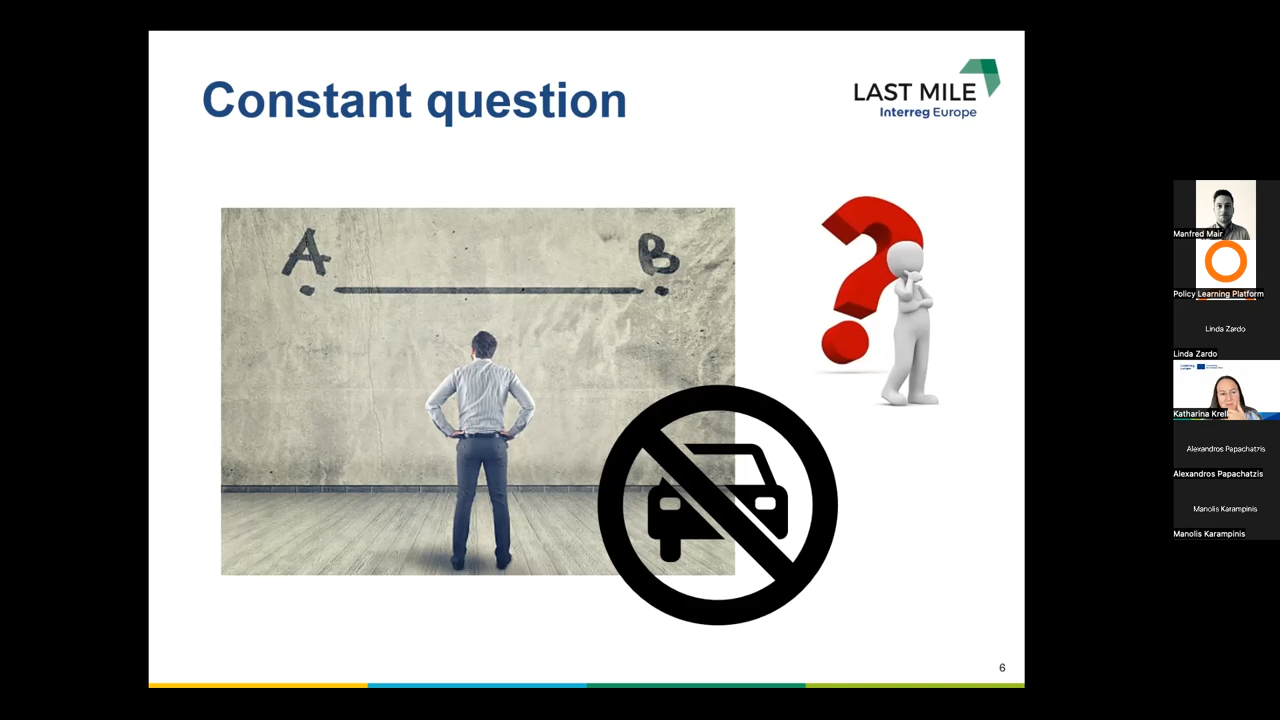 Constant question
LAST MILE
Interreg Europe
A
B
6
Manfred Mair
Policy Learning Platform
Linda Zardo
Linda Zardo
Katharina Krell
Alexandros Papachatzis
Alexandros Papachatzis
Manolis Karampinis
Manolis Karampinis